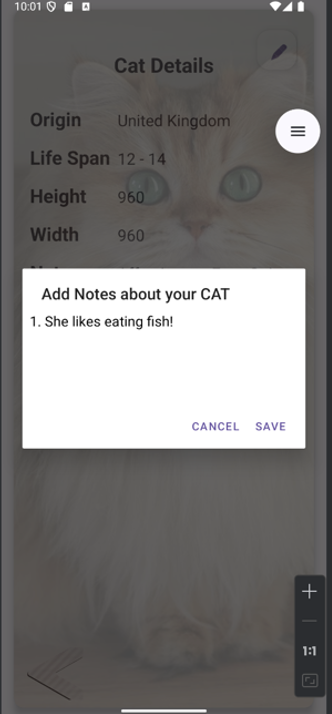 10:01
Cat Details
Origin United Kingdom
Life Span 12 - 14
Height 960
Width 960
Add Notes about your CAT
1. She likes eating fish!
CANCEL SAVE
1:1